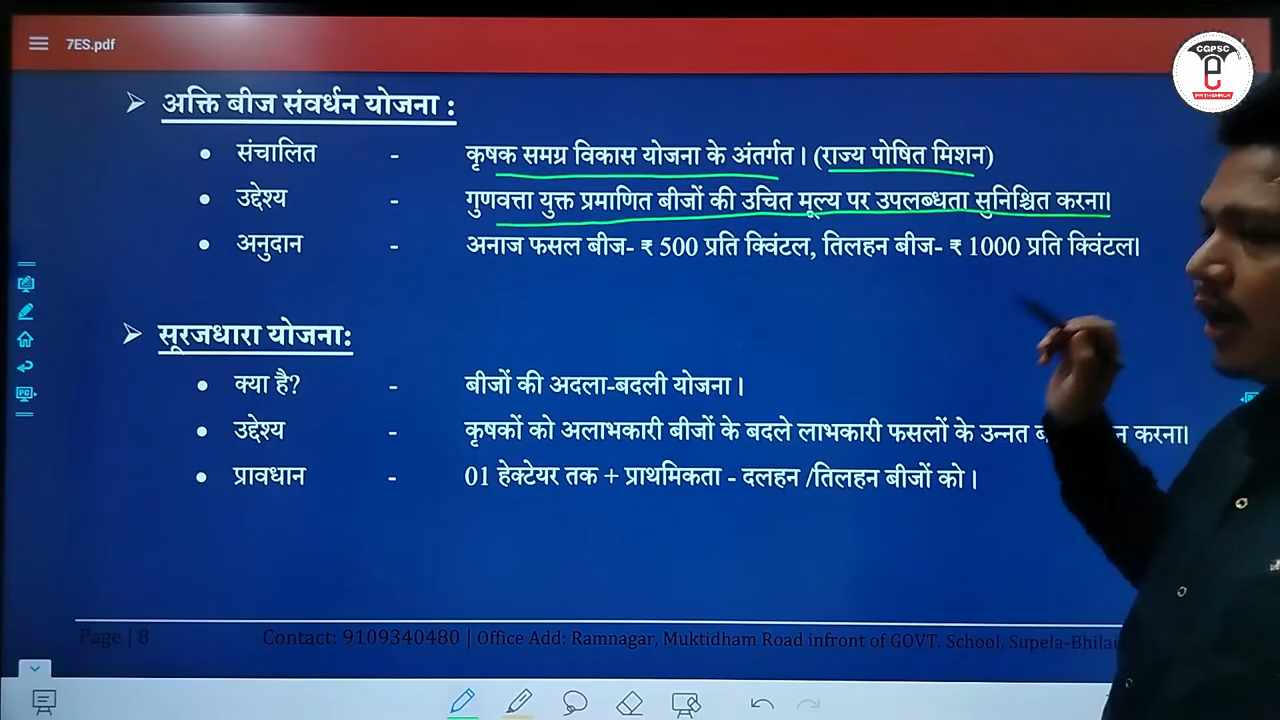 7ES.pdf
CGPSC
e
➢ अक्ति बीज संवर्धन योजना :
• संचालित - कृषक समग्र विकास योजना के अंतर्गत। (राज्य पोषित मिशन)
• उद्देश्य - गुणवत्ता युक्त प्रमाणित बीजों की उचित मूल्य पर उपलब्धता सुनिश्चित करना।
• अनुदान - अनाज फसल बीज- ₹ 500 प्रति क्विंटल, तिलहन बीज- ₹ 1000 प्रति क्विंटल।
➢ सूरजधारा योजना:
• क्या है? - बीजों की अदला-बदली योजना।
• उद्देश्य - कृषकों को अलाभकारी बीजों के बदले लाभकारी फसलों के उन्नत करना।
• प्रावधान - 01 हेक्टेयर तक + प्राथमिकता - दलहन /तिलहन बीजों को।
Page | 8 Contact: 9109340480 | Office Add: Ramnagar, Muktidham Road infront of GOVT. School, Supela-Bhilai